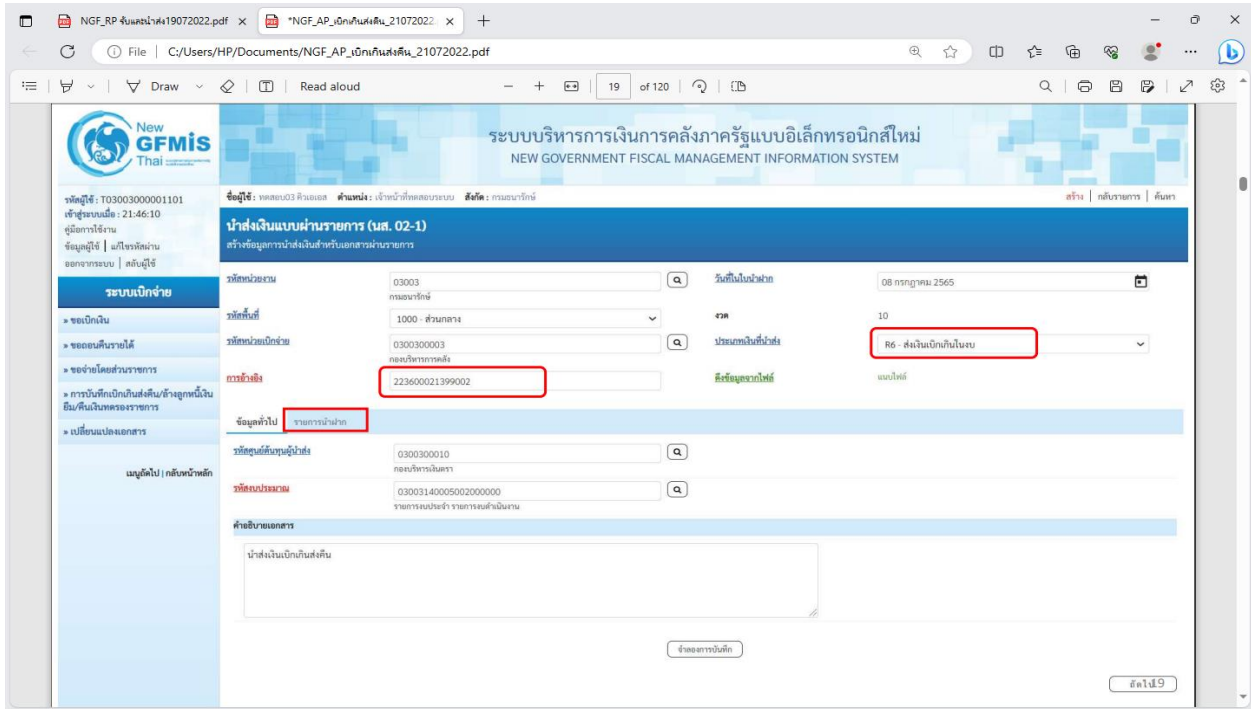 NGF_RP รับและนำส่ง19072022.pdf
*NGF_AP_เบิกเกินส่งคืน_21072022
File | C:/Users/HP/Documents/NGF_AP_เบิกเกินส่งคืน_21072022.pdf
Draw
Read aloud
19 of 120
New GFMiS Thai
ระบบบริหารการเงินการคลังภาครัฐแบบอิเล็กทรอนิกส์ใหม่
NEW GOVERNMENT FISCAL MANAGEMENT INFORMATION SYSTEM
รหัสผู้ใช้ : T03003000001101
เข้าสู่ระบบเมื่อ : 21:46:10
คู่มือการใช้งาน
ข้อมูลผู้ใช้ | แก้ไขรหัสผ่าน
ออกจากระบบ | สลับผู้ใช้
ชื่อผู้ใช้ : ทดสอบ03 คิวเอเอส ตำแหน่ง : เจ้าหน้าที่ทดสอบระบบ สังกัด : กรมธนารักษ์
สร้าง | กลับรายการ | ค้นหา
นำส่งเงินแบบผ่านรายการ (นส. 02-1)
สร้างข้อมูลการนำส่งเงินสำหรับเอกสารผ่านรายการ
ระบบเบิกจ่าย
» ขอเบิกเงิน
» ขอถอนคืนรายได้
» ขอจ่ายโดยส่วนราชการ
» การบันทึกเบิกเกินส่งคืน/ล้างลูกหนี้เงิน
ยืม/คืนเงินทดรองราชการ
» เปลี่ยนแปลงเอกสาร
เมนูถัดไป | กลับหน้าหลัก
รหัสหน่วยงาน 03003
กรมธนารักษ์
วันที่ในใบนำฝาก 08 กรกฎาคม 2565
รหัสพื้นที่ 1000 - ส่วนกลาง
งวด 10
รหัสหน่วยเบิกจ่าย 0300300003
กองบริหารการคลัง
ประเภทเงินที่นำส่ง R6 - ส่งเงินเบิกเกินในงบ
การอ้างอิง 223600021399002
ดึงข้อมูลจากไฟล์ แนบไฟล์
ข้อมูลทั่วไป รายการนำฝาก
รหัสศูนย์ต้นทุนผู้นำส่ง 0300300010
กองบริหารเงินตรา
รหัสงบประมาณ 03003140005002000000
รายการงบประจำ รายการงบดำเนินงาน
คำอธิบายเอกสาร
นำส่งเงินเบิกเกินส่งคืน
จำลองการบันทึก
ถัดไป 19